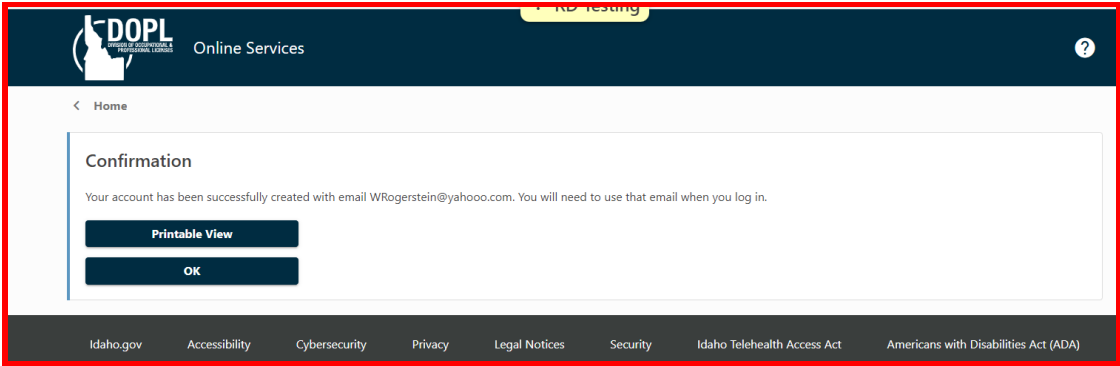 RD Testing
DOPL
DIVISION OF OCCUPATIONAL &
PROFESSIONAL LICENSES
Online Services
?
< Home
Confirmation
Your account has been successfully created with email WRogerstein@yahooo.com. You will need to use that email when you log in.
Printable View
OK
Idaho.gov Accessibility Cybersecurity Privacy Legal Notices Security Idaho Telehealth Access Act Americans with Disabilities Act (ADA)